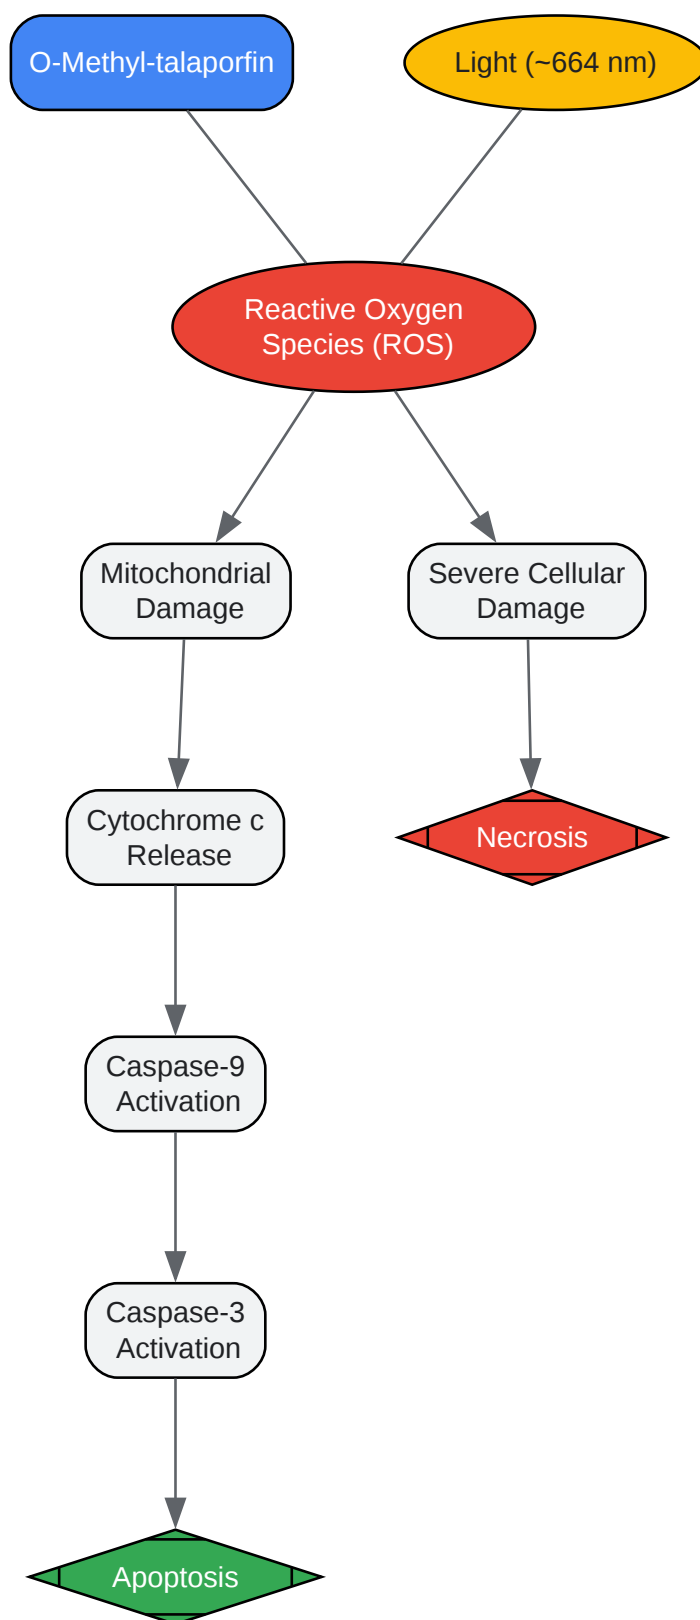 O-Methyl-talaporfin
Light (~664 nm)
Reactive Oxygen
Species (ROS)
Mitochondrial
Damage
Severe Cellular
Damage
Cytochrome c
Release
Necrosis
Caspase-9
Activation
Caspase-3
Activation
Apoptosis